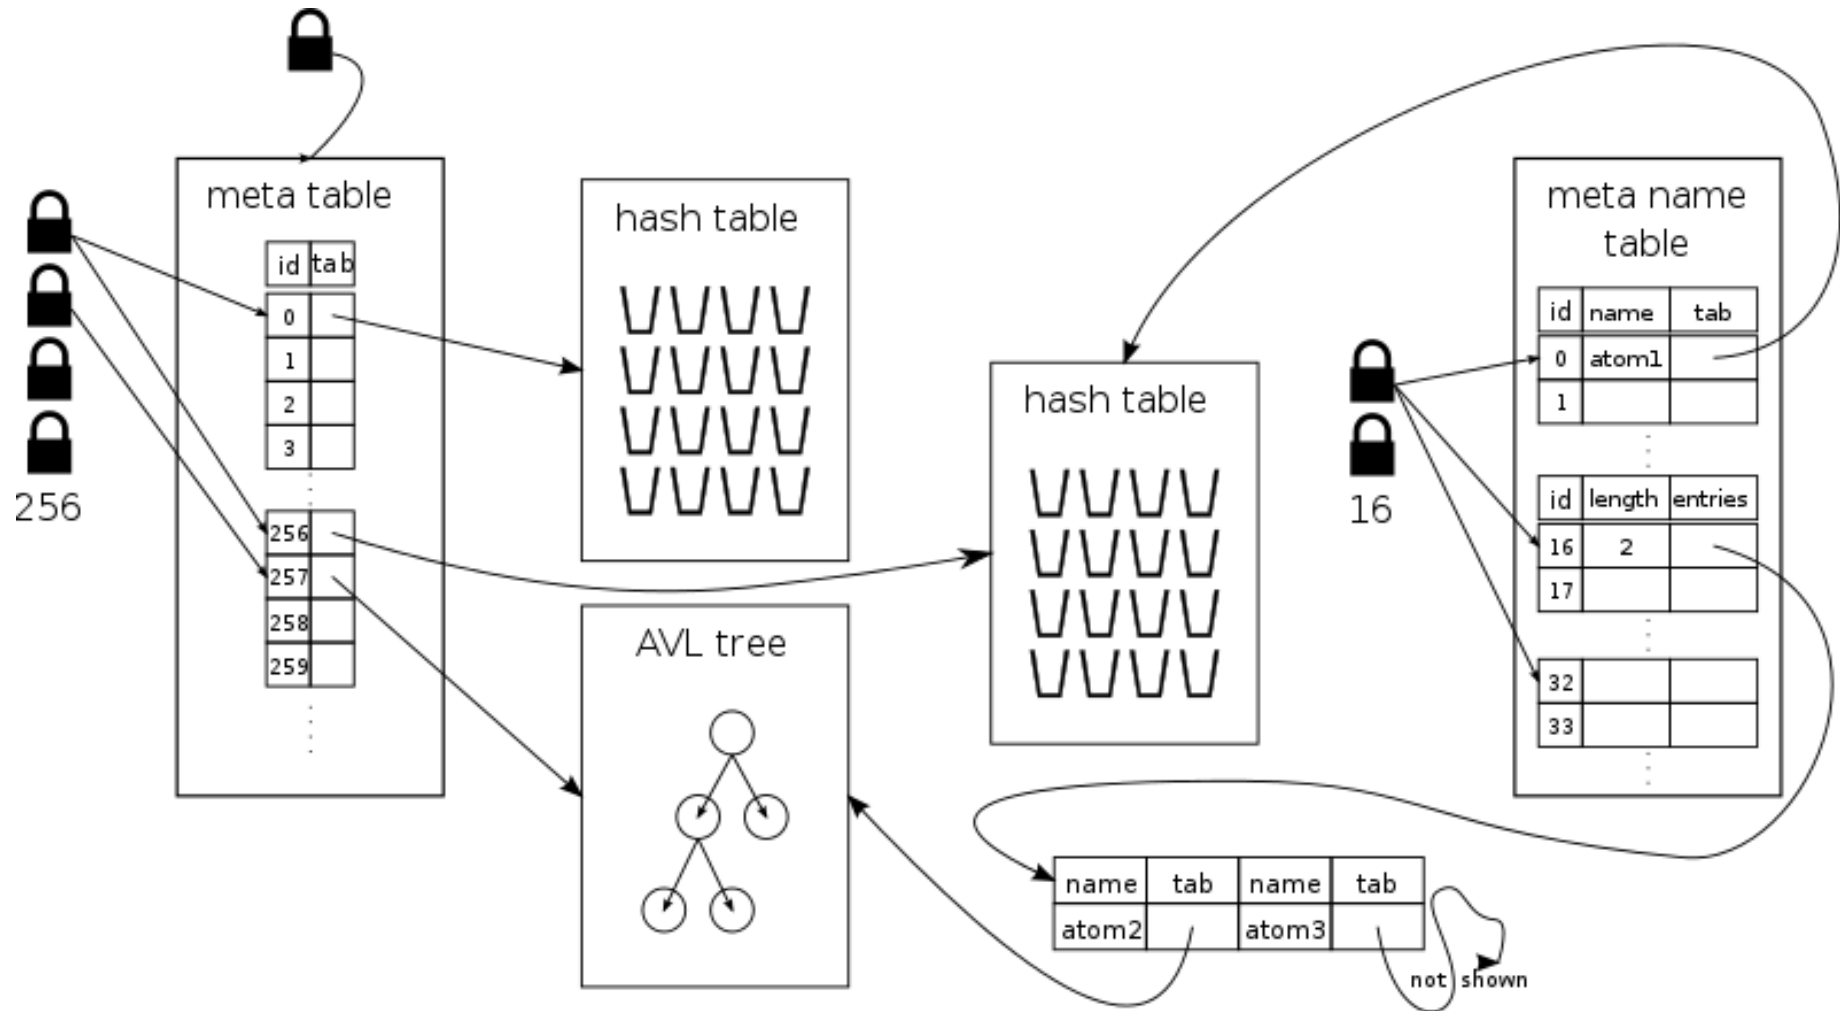 meta table
id tab
0
1
2
3
256
257
258
259
256
hash table
AVL tree
hash table
16
meta name
table
id name tab
0 atom1
1
id length entries
16 2
17
32
33
name tab name tab
atom2 atom3
not shown